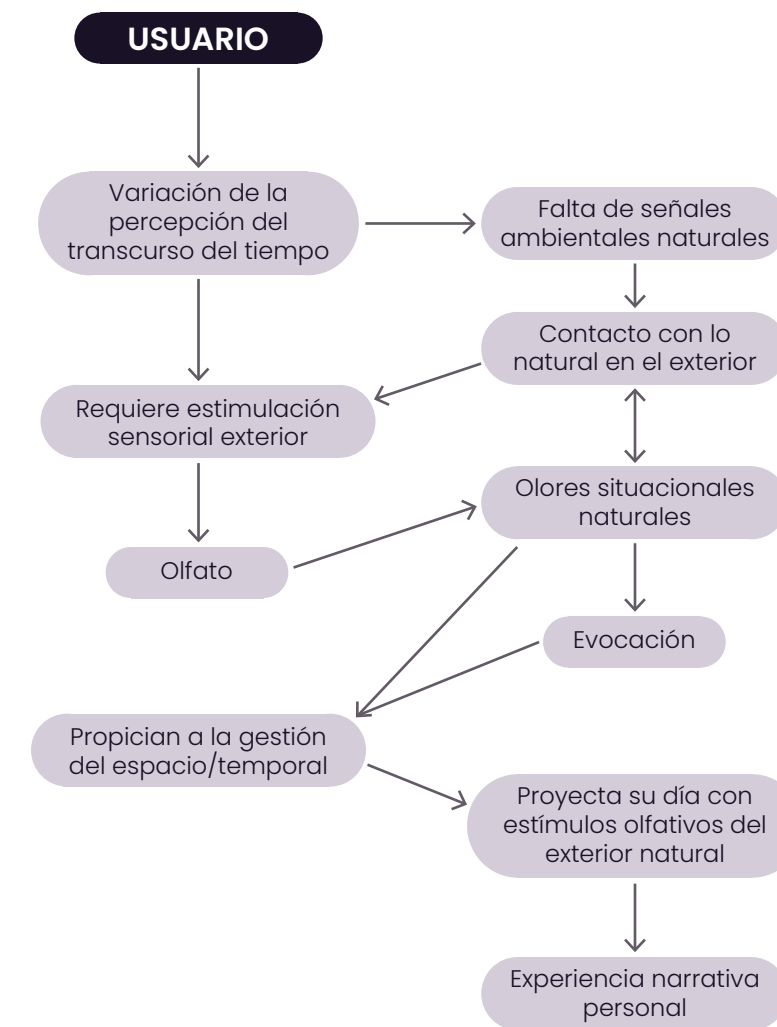 USUARIO
Variación de la
percepción del
transcurso del tiempo
Falta de señales
ambientales naturales
Contacto con lo
natural en el exterior
Requiere estimulación
sensorial exterior
Olores situacionales
naturales
Olfato
Evocación
Propician a la gestión
del espacio/temporal
Proyecta su día con
estímulos olfativos del
exterior natural
Experiencia narrativa
personal